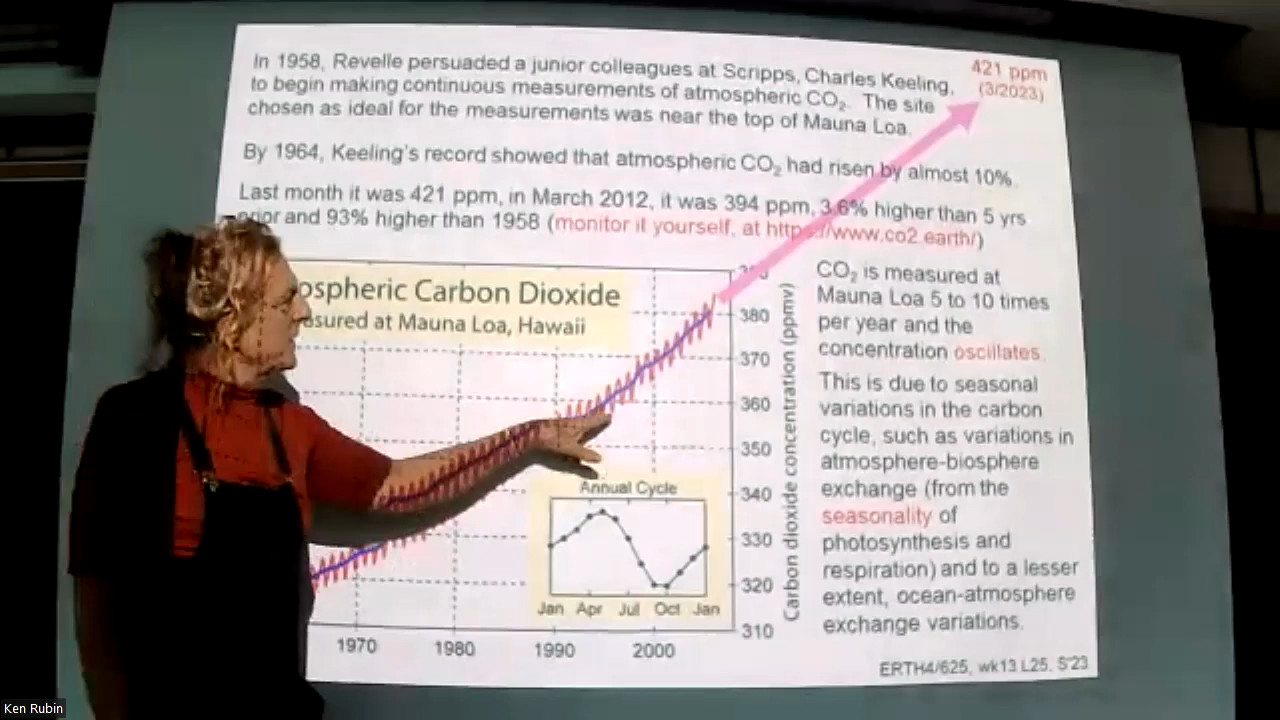 In 1958, Revelle persuaded a junior colleagues at Scripps, Charles Keeling,
to begin making continuous measurements of atmospheric CO₂. The site
chosen as ideal for the measurements was near the top of Mauna Loa.
421 ppm
(3/2023)
By 1964, Keeling's record showed that atmospheric CO₂ had risen by almost 10%.
Last month it was 421 ppm, in March 2012, it was 394 ppm, 3.6% higher than 5 yrs
prior and 93% higher than 1958 (monitor it yourself, at https://www.co2.earth/)
ospheric Carbon Dioxide
asured at Mauna Loa, Hawaii
380
370
360
350
340
330
320
310
Carbon dioxide concentration (ppmv)
1970 1980 1990 2000
Annual Cycle
Jan Apr Jul Oct Jan
CO₂ is measured at
Mauna Loa 5 to 10 times
per year and the
concentration oscillates.
This is due to seasonal
variations in the carbon
cycle, such as variations in
atmosphere-biosphere
exchange (from the
seasonality of
photosynthesis and
respiration) and to a lesser
extent, ocean-atmosphere
exchange variations.
ERTH4/625, wk13 L25, S'23
Ken Rubin